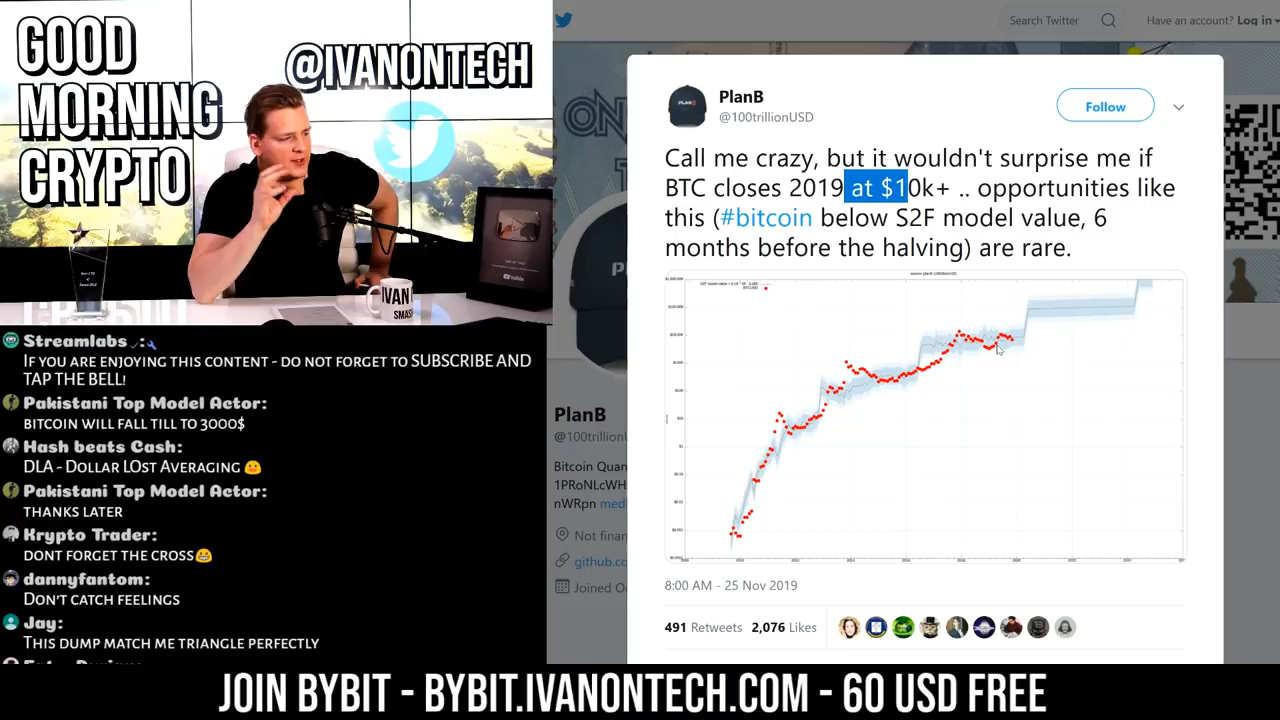 GOOD
MORNING
CRYPTO
@IVANONTECH
YouTube
IVAN
SMASH
Streamlabs
IF YOU ARE ENJOYING THIS CONTENT - DO NOT FORGET TO SUBSCRIBE AND
TAP THE BELL!
Pakistani Top Model Actor:
BITCOIN WILL FALL TILL TO 3000$
Hash beats Cash:
DLA - DOLLAR LOST AVERAGING
Pakistani Top Model Actor:
THANKS LATER
Krypto Trader:
DONT FORGET THE CROSS
dannyfantom:
DON'T CATCH FEELINGS
Jay:
THIS DUMP MATCH ME TRIANGLE PERFECTLY
Search Twitter
Have an account? Log in
PlanB
@100trillionUSD
Follow
Call me crazy, but it wouldn't surprise me if
BTC closes 2019 at $10k+ .. opportunities like
this (#bitcoin below S2F model value, 6
months before the halving) are rare.
8:00 AM - 25 Nov 2019
491 Retweets 2,076 Likes
PlanB
@100trillionU
Bitcoin Quan
1PRoNLcWH
nWRpn med
Not finan
github.cc
Joined O
JOIN BYBIT - BYBIT.IVANONTECH.COM - 60 USD FREE